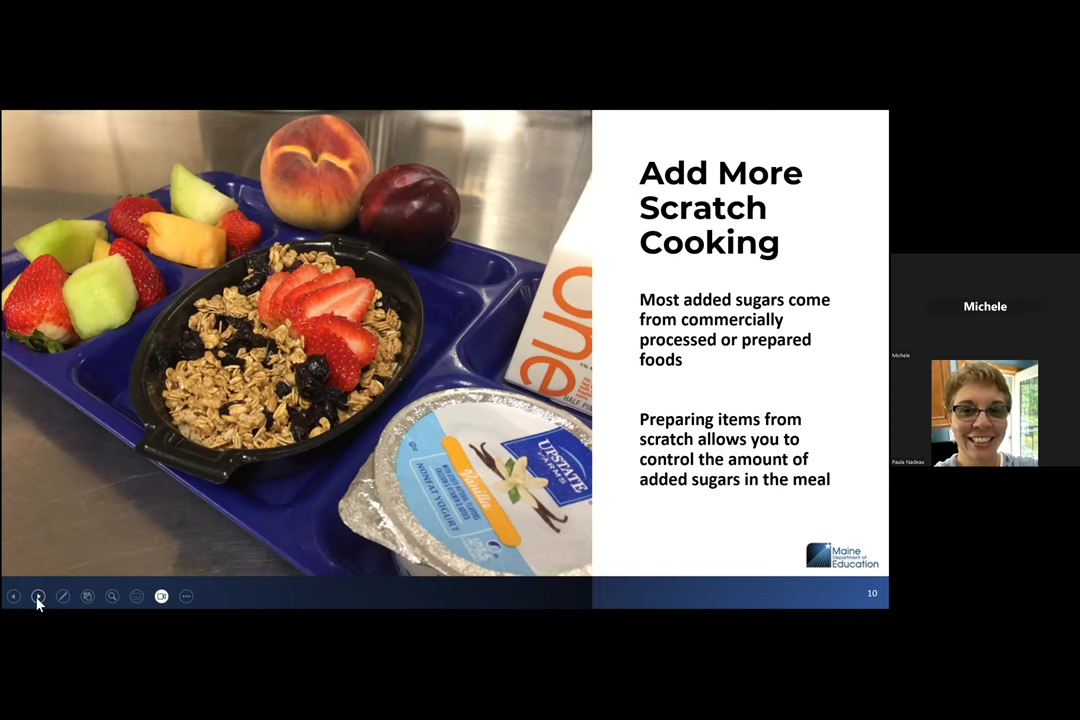 Add More
Scratch
Cooking
Most added sugars come
from commercially
processed or prepared
foods
Preparing items from
scratch allows you to
control the amount of
added sugars in the meal
Maine
Department of
Education
10
one
HALF PIN
UPSTATE
FARMS
Vanilla
NONFAT YOGURT
Michele
Michele
Paula Nadeau